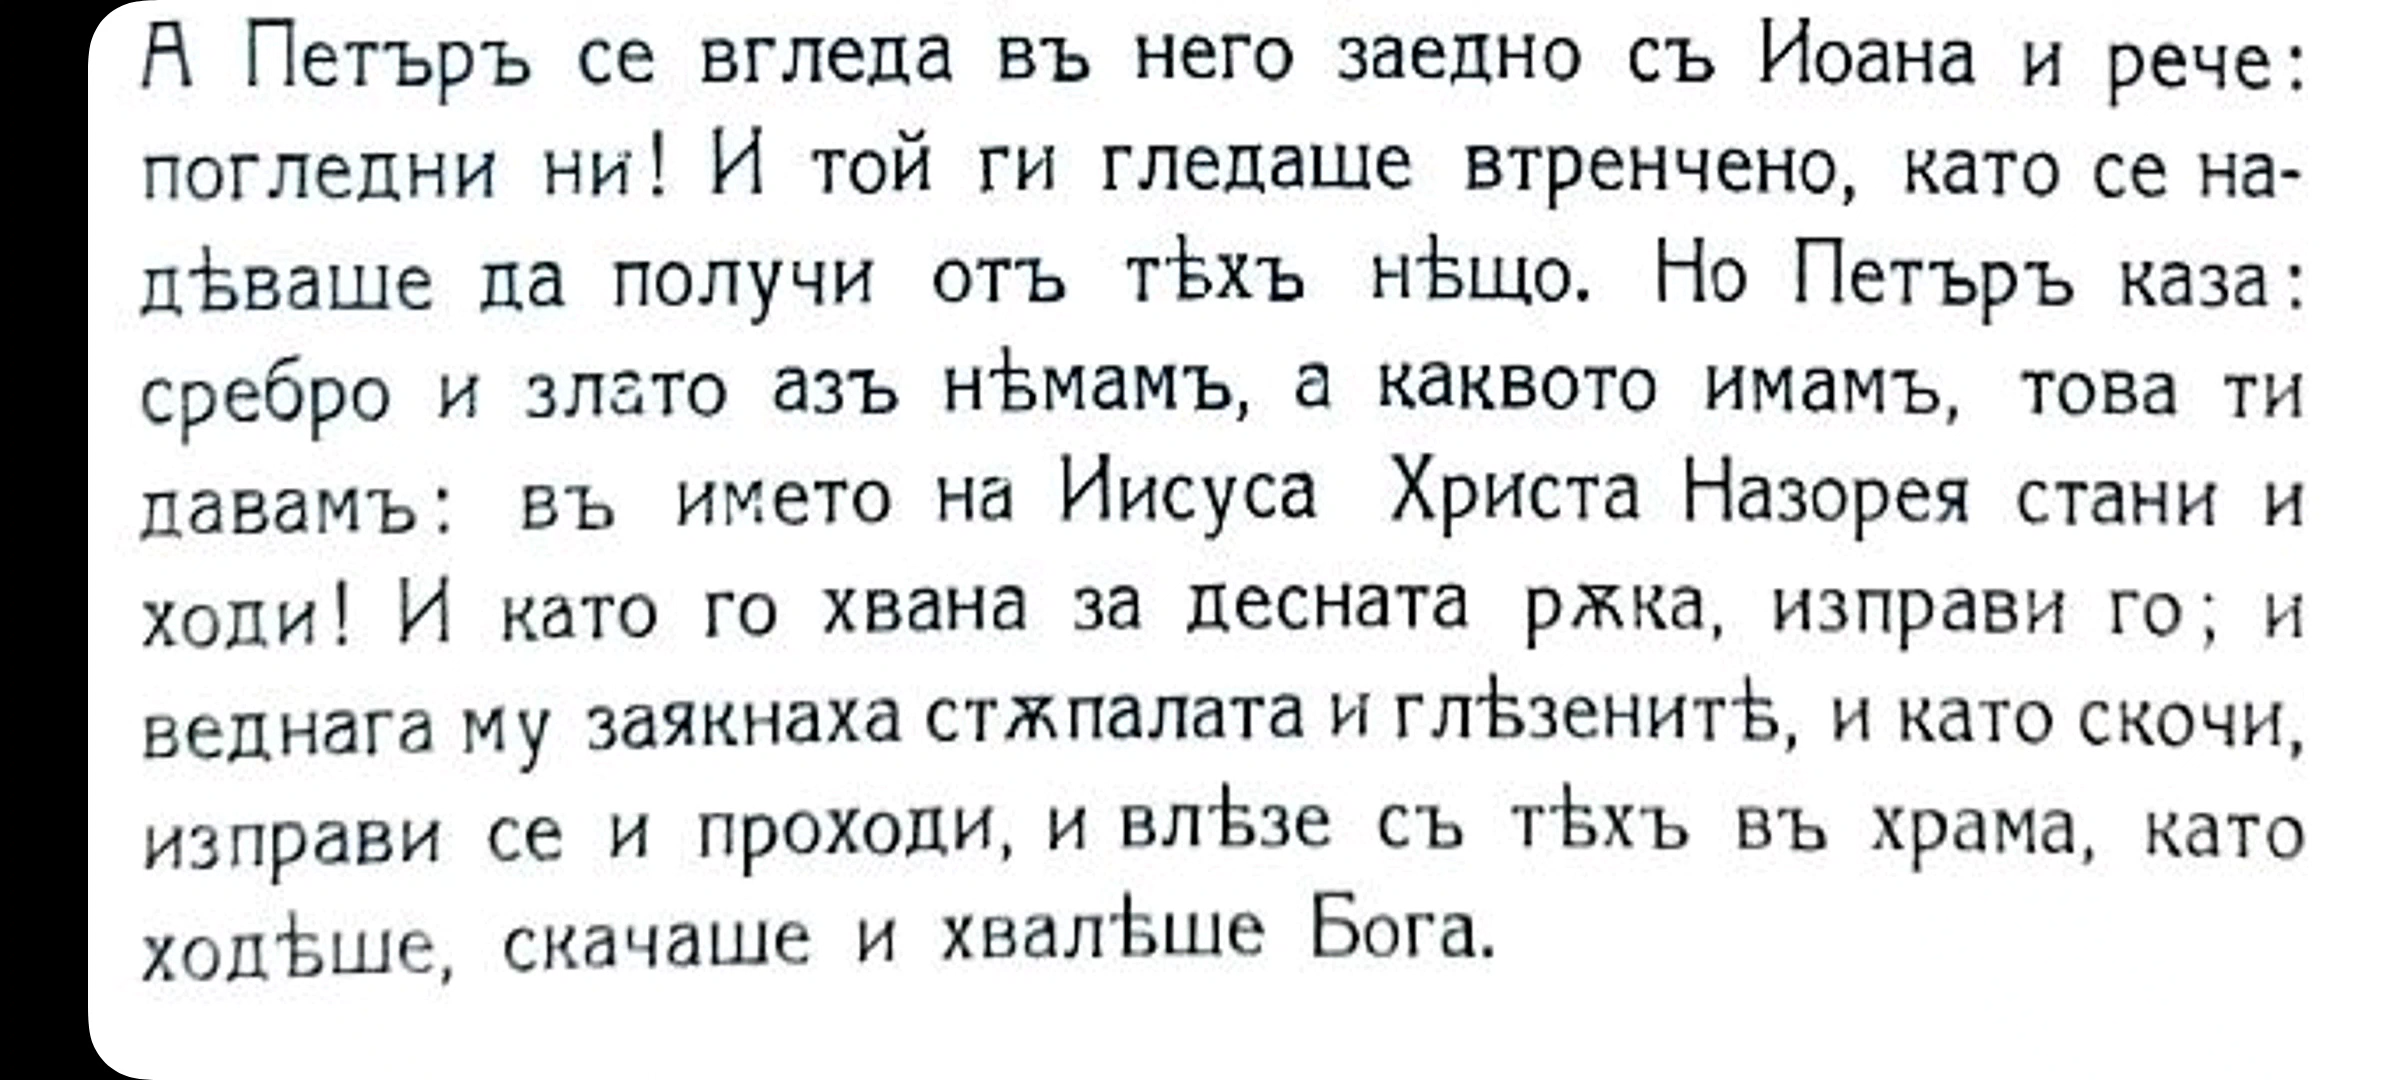 А Петъръ се вгледа въ него заедно съ Иоана и рече:
погледни ни! И той ги гледаше втренчено, като се на-
дѣваше да получи отъ тѣхъ нѣщо. Но Петъръ каза:
сребро и злато азъ нѣмамъ, а каквото имамъ, това ти
давамъ: въ името на Иисуса Христа Назорея стани и
ходи! И като го хвана за десната рѫка, изправи го; и
веднага му заякнаха стѫпалата и глѣзенитѣ, и като скочи,
изправи се и проходи, и влѣзе съ тѣхъ въ храма, като
ходѣше, скачаше и хвалѣше Бога.